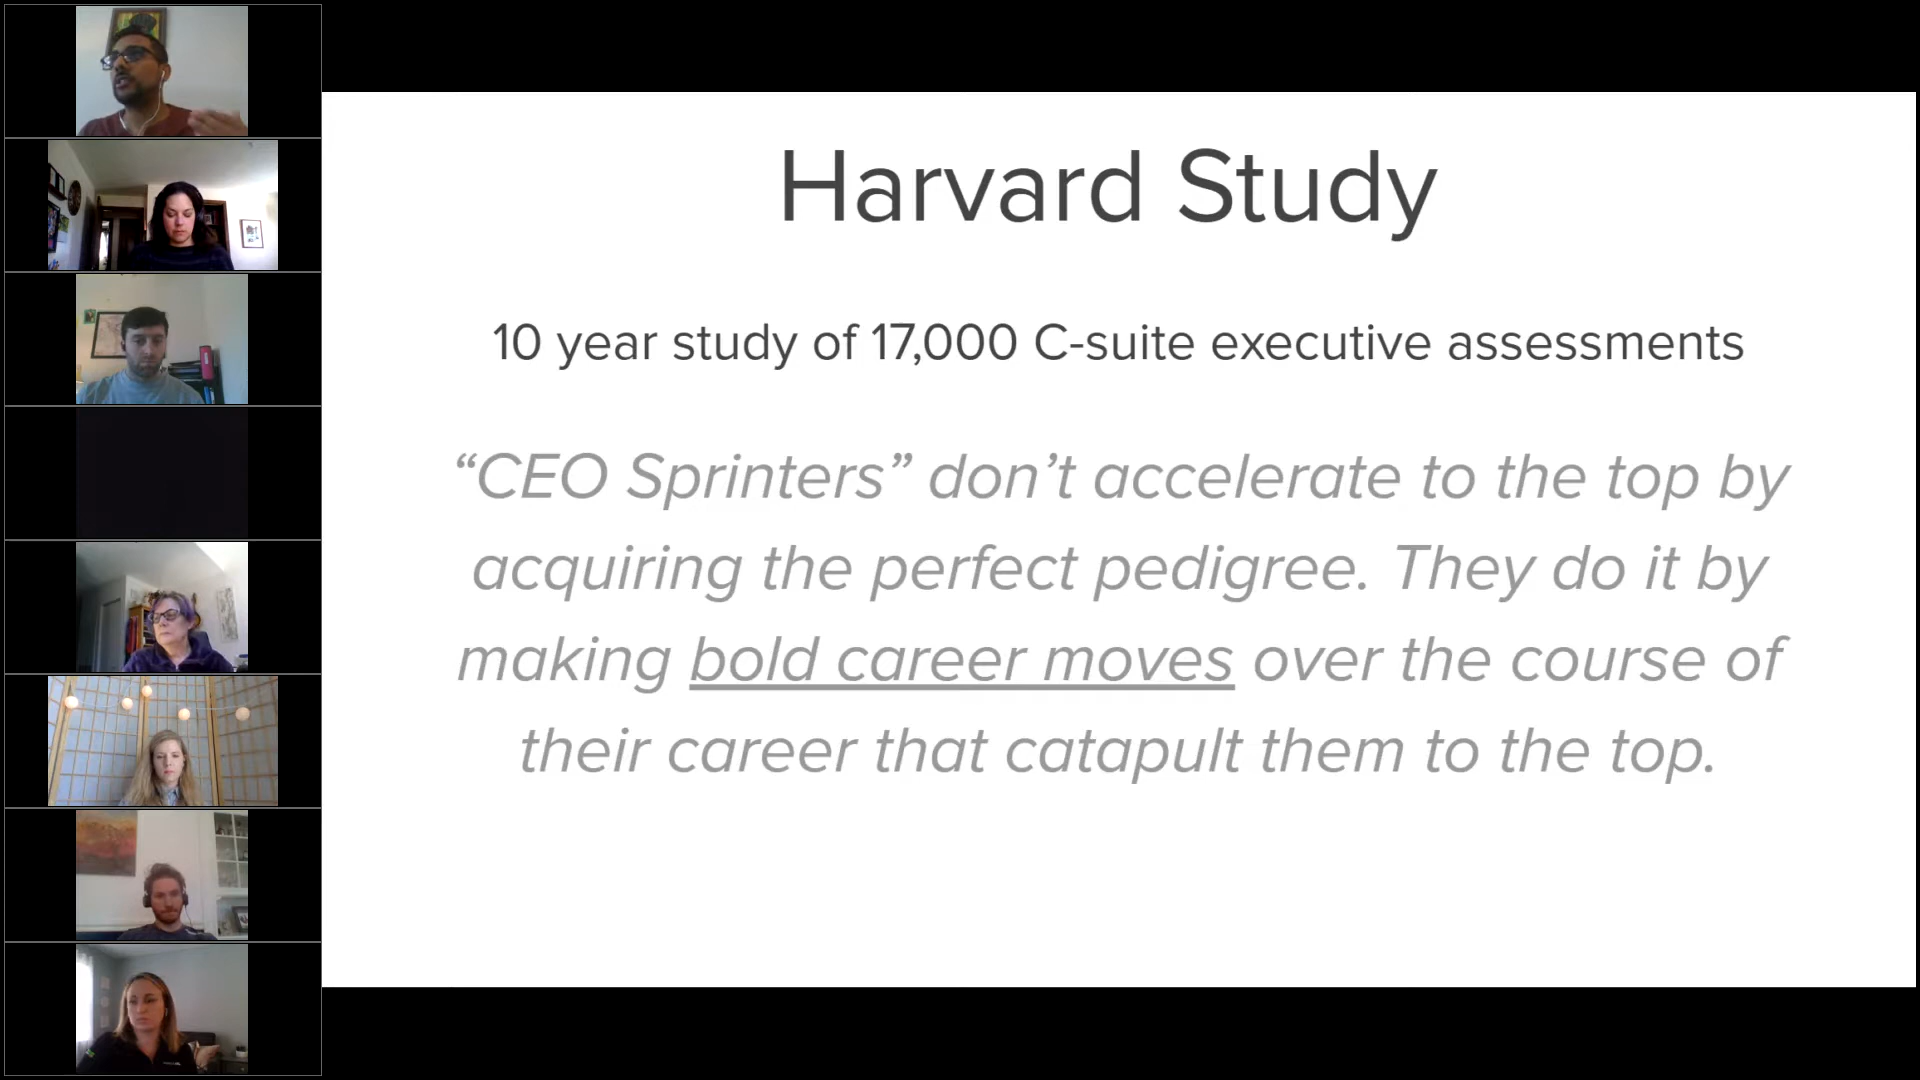 Harvard Study
10 year study of 17,000 C-suite executive assessments
“CEO Sprinters” don’t accelerate to the top by
acquiring the perfect pedigree. They do it by
making bold career moves over the course of
their career that catapult them to the top.